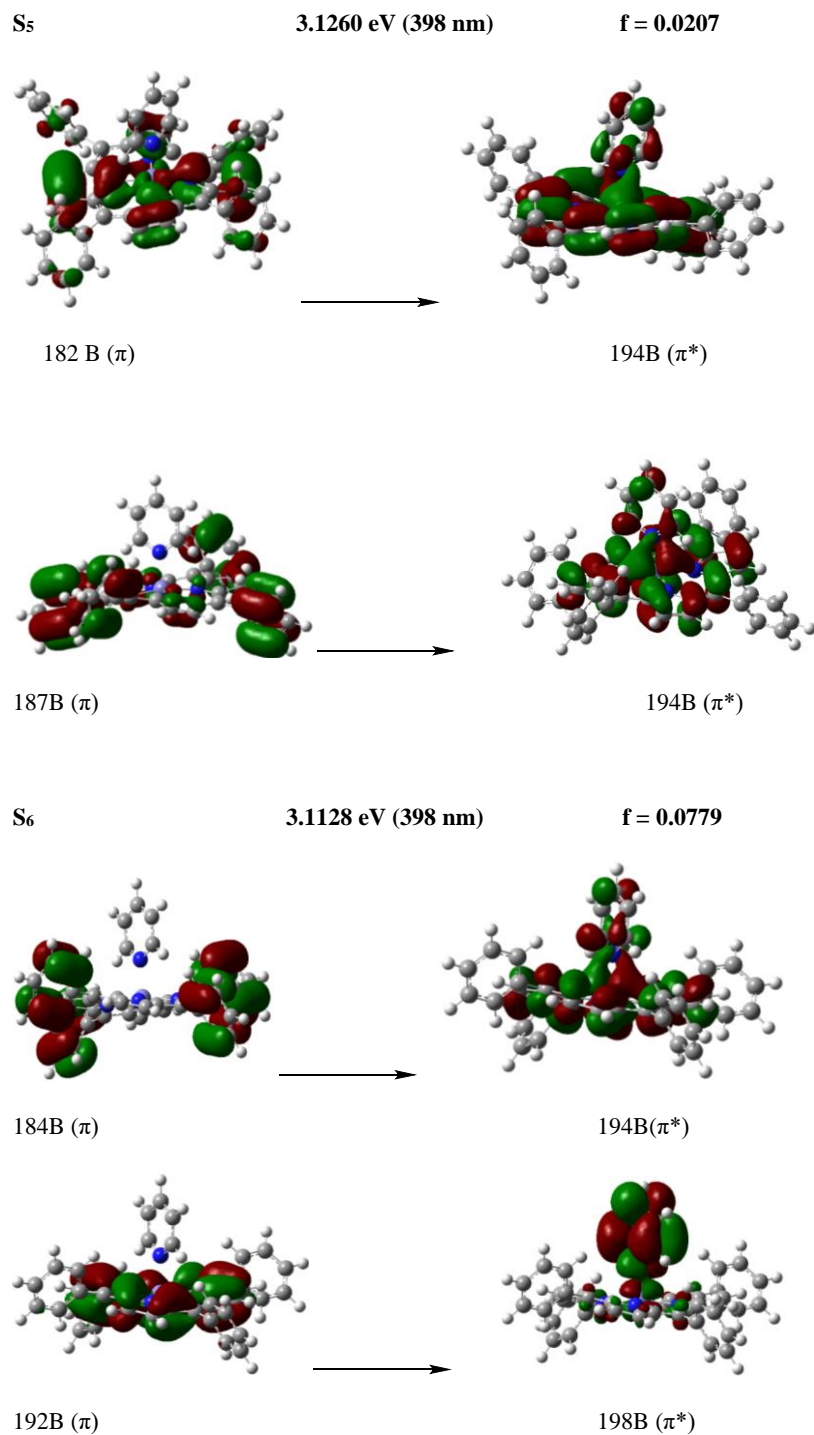 S₅ 3.1260 eV (398 nm) f = 0.0207
182 B (π) 194B (π*)
187B (π) 194B (π*)
S₆ 3.1128 eV (398 nm) f = 0.0779
184B (π) 194B(π*)
192B (π) 198B (π*)